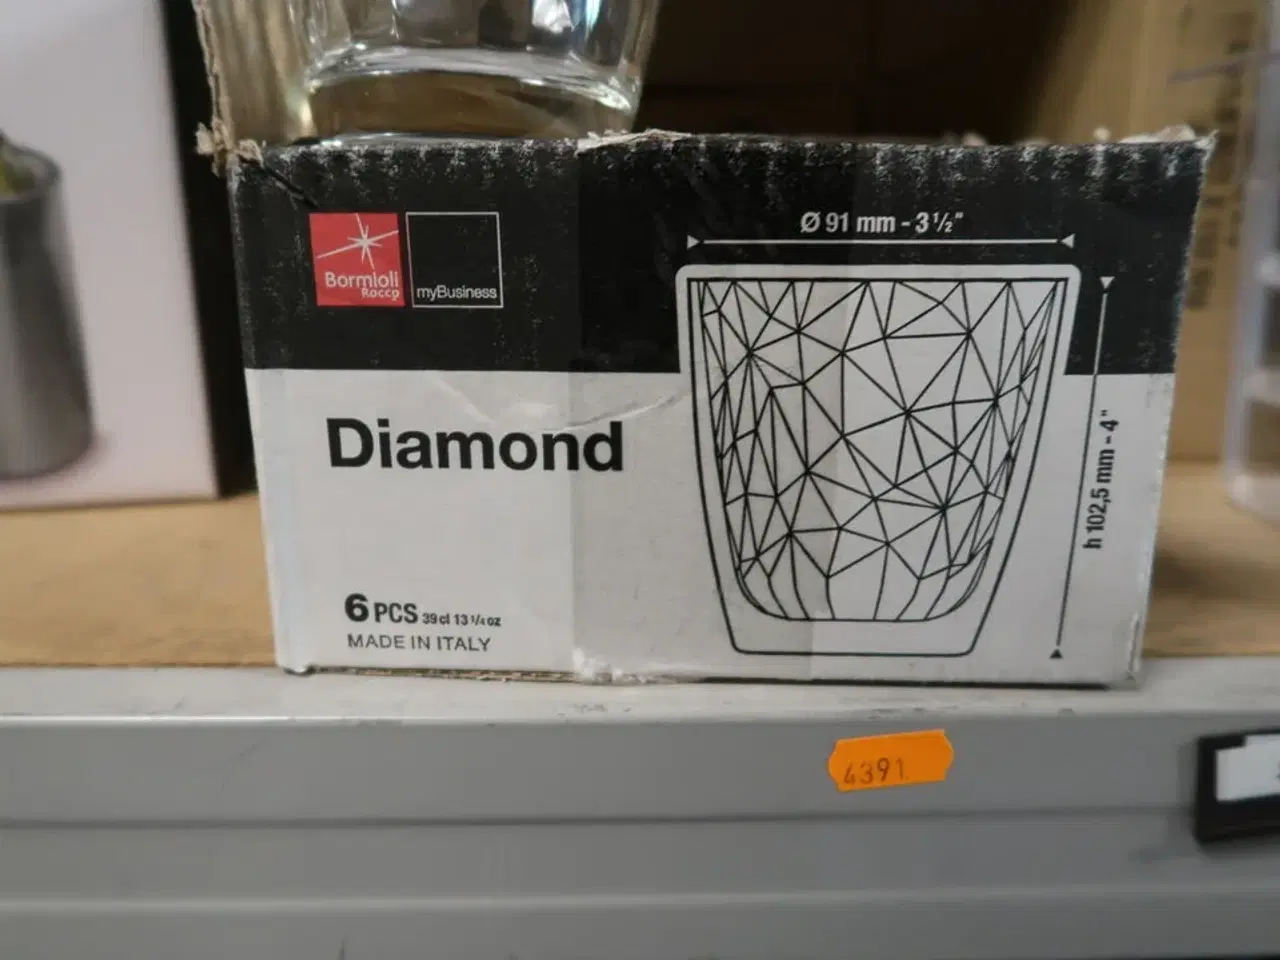 Ø 91 mm - 3 ½"
Bormioli
Rocco
myBusiness
Diamond
h 102,5 mm - 4"
6 PCS 39 cl 13 ¼ oz
MADE IN ITALY
4391